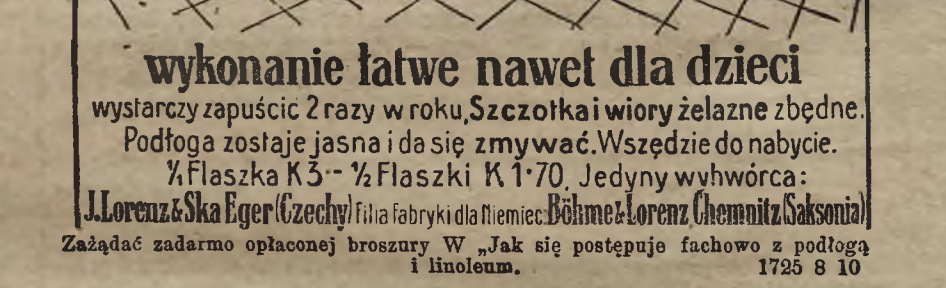 wykonanie łatwe nawet dla dzieci
wystarczy zapuścić 2 razy w roku, Szczotka i wiory żelazne zbędne.
Podłoga zostaje jasna i da się zmywać. Wszędzie do nabycie.
1/1 Flaszka K 3·- ½ Flaszki K 1·70. Jedyny wyhwórca:
J.Lorenz & Ska Eger (Czechy) filia Fabryki dla Niemiec: Böhme & Lorenz Chemnitz (Saksonia)
Zażądać zadarmo opłaconej broszury W „Jak się postępuje fachowo z podłogą
i linoleum. 1725 8 10